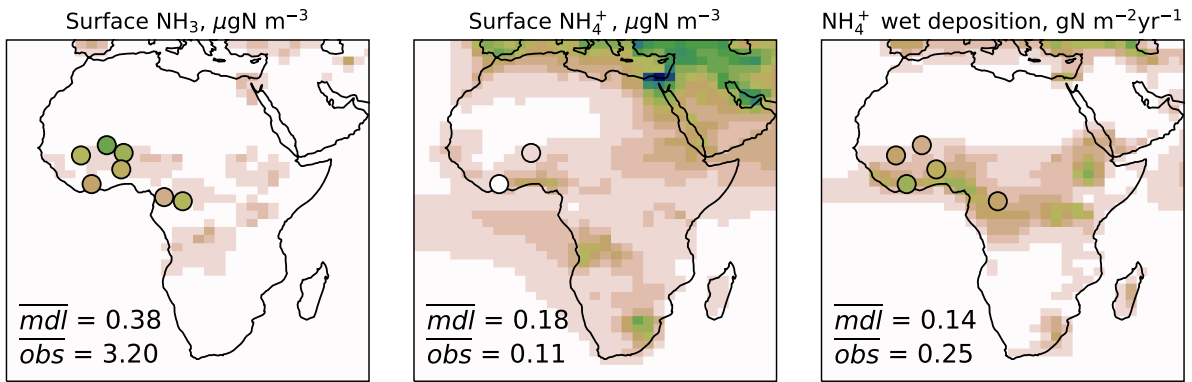 Surface NH₃, μgN m⁻³
mdl = 0.38
obs = 3.20
Surface NH₄⁺, μgN m⁻³
mdl = 0.18
obs = 0.11
NH₄⁺ wet deposition, gN m⁻²yr⁻¹
mdl = 0.14
obs = 0.25